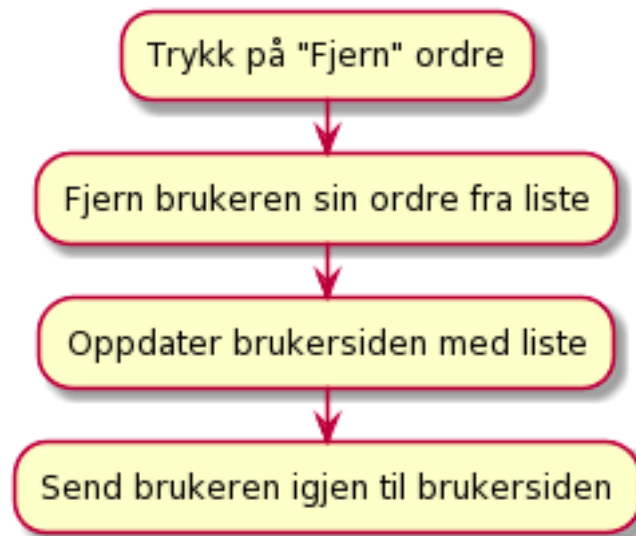 Trykk på "Fjern" ordre
Fjern brukeren sin ordre fra liste
Oppdater brukersiden med liste
Send brukeren igjen til brukersiden